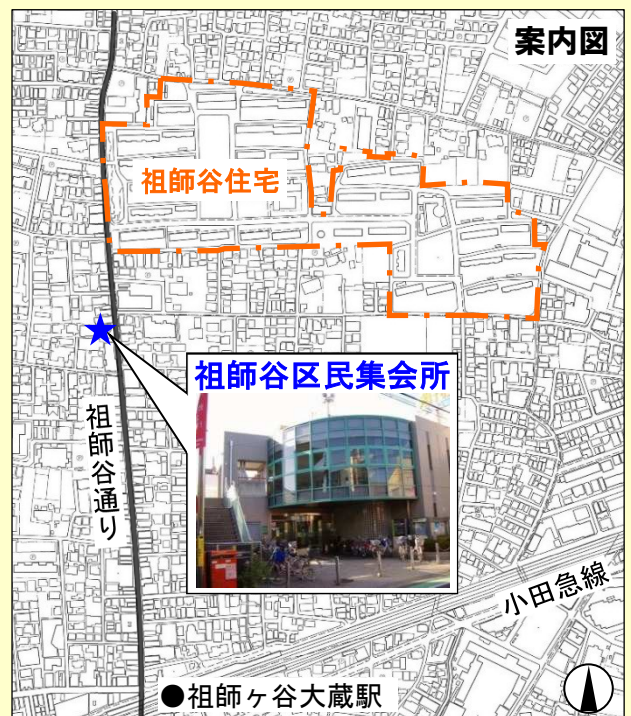 案内図
祖師谷住宅
祖師谷区民集会所
祖師谷通り
小田急線
●祖師ヶ谷大蔵駅